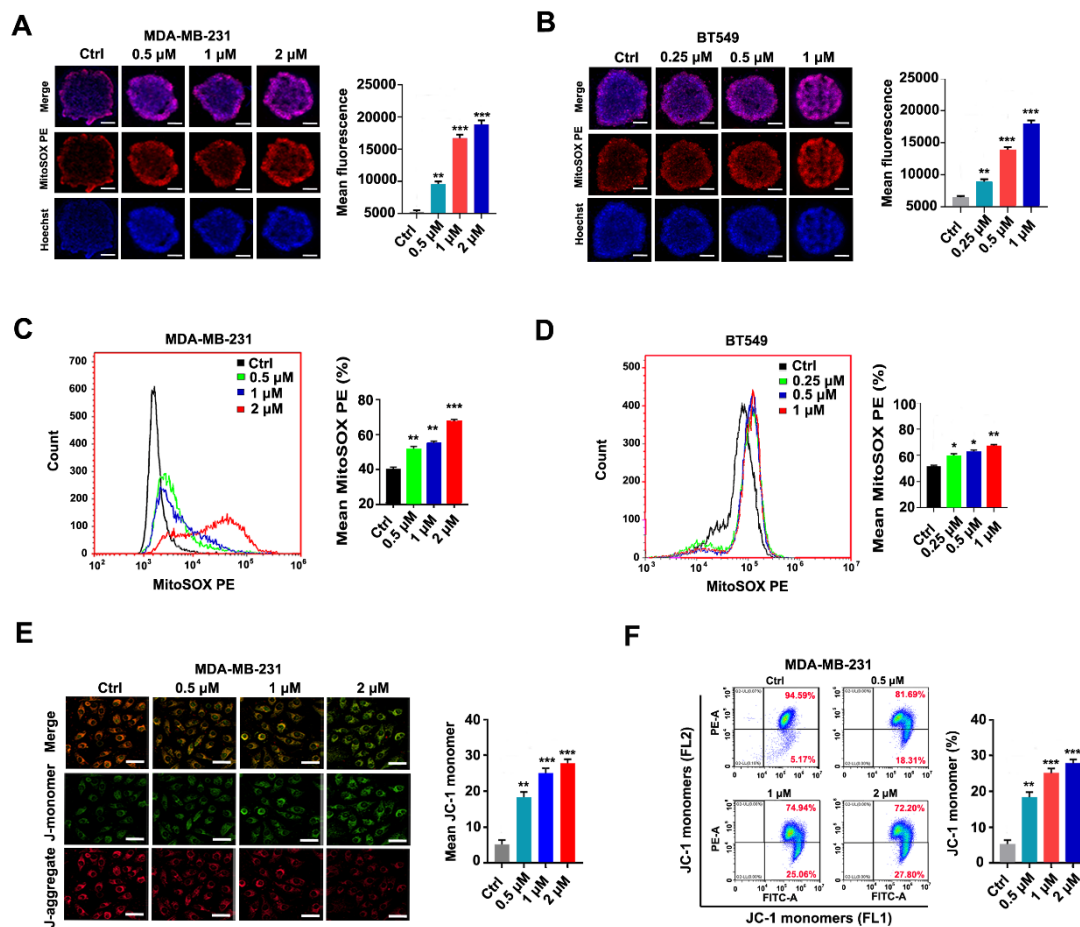 A
MDA-MB-231
Ctrl 0.5 µM 1 µM 2 µM
Merge
MitoSOX PE
Hoechst
Mean fluorescence
25000
20000
15000
10000
5000
** *** ***
Ctrl 0.5 µM 1 µM 2 µM
B
BT549
Ctrl 0.25 µM 0.5 µM 1 µM
Merge
MitoSOX PE
Hoechst
Mean fluorescence
25000
20000
15000
10000
5000
** *** ***
Ctrl 0.25 µM 0.5 µM 1 µM
C
MDA-MB-231
Count
700
600
500
400
300
200
100
0
Ctrl
0.5 µM
1 µM
2 µM
10² 10³ 10⁴ 10⁵ 10⁶
MitoSOX PE
Mean MitoSOX PE (%)
80
60
40
20
** ** ***
Ctrl 0.5 µM 1 µM 2 µM
D
BT549
Count
500
400
300
200
100
0
Ctrl
0.25 µM
0.5 µM
1 µM
10³ 10⁴ 10⁵ 10⁶ 10⁷
MitoSOX PE
Mean MitoSOX PE (%)
100
80
60
40
20
* * **
Ctrl 0.25 µM 0.5 µM 1 µM
E
MDA-MB-231
Ctrl 0.5 µM 1 µM 2 µM
Merge
J-monomer
J-aggregate
Mean JC-1 monomer
40
30
20
10
0
** *** ***
Ctrl 0.5 µM 1 µM 2 µM
F
MDA-MB-231
Ctrl 0.5 µM
JC-1 monomers (FL2)
PE-A
94.59% 81.69%
5.17% 18.31%
1 µM 2 µM
PE-A
74.94% 72.20%
25.06% 27.80%
FITC-A FITC-A
JC-1 monomers (FL1)
JC-1 monomer (%)
40
30
20
10
0
** *** ***
Ctrl 0.5 µM 1 µM 2 µM